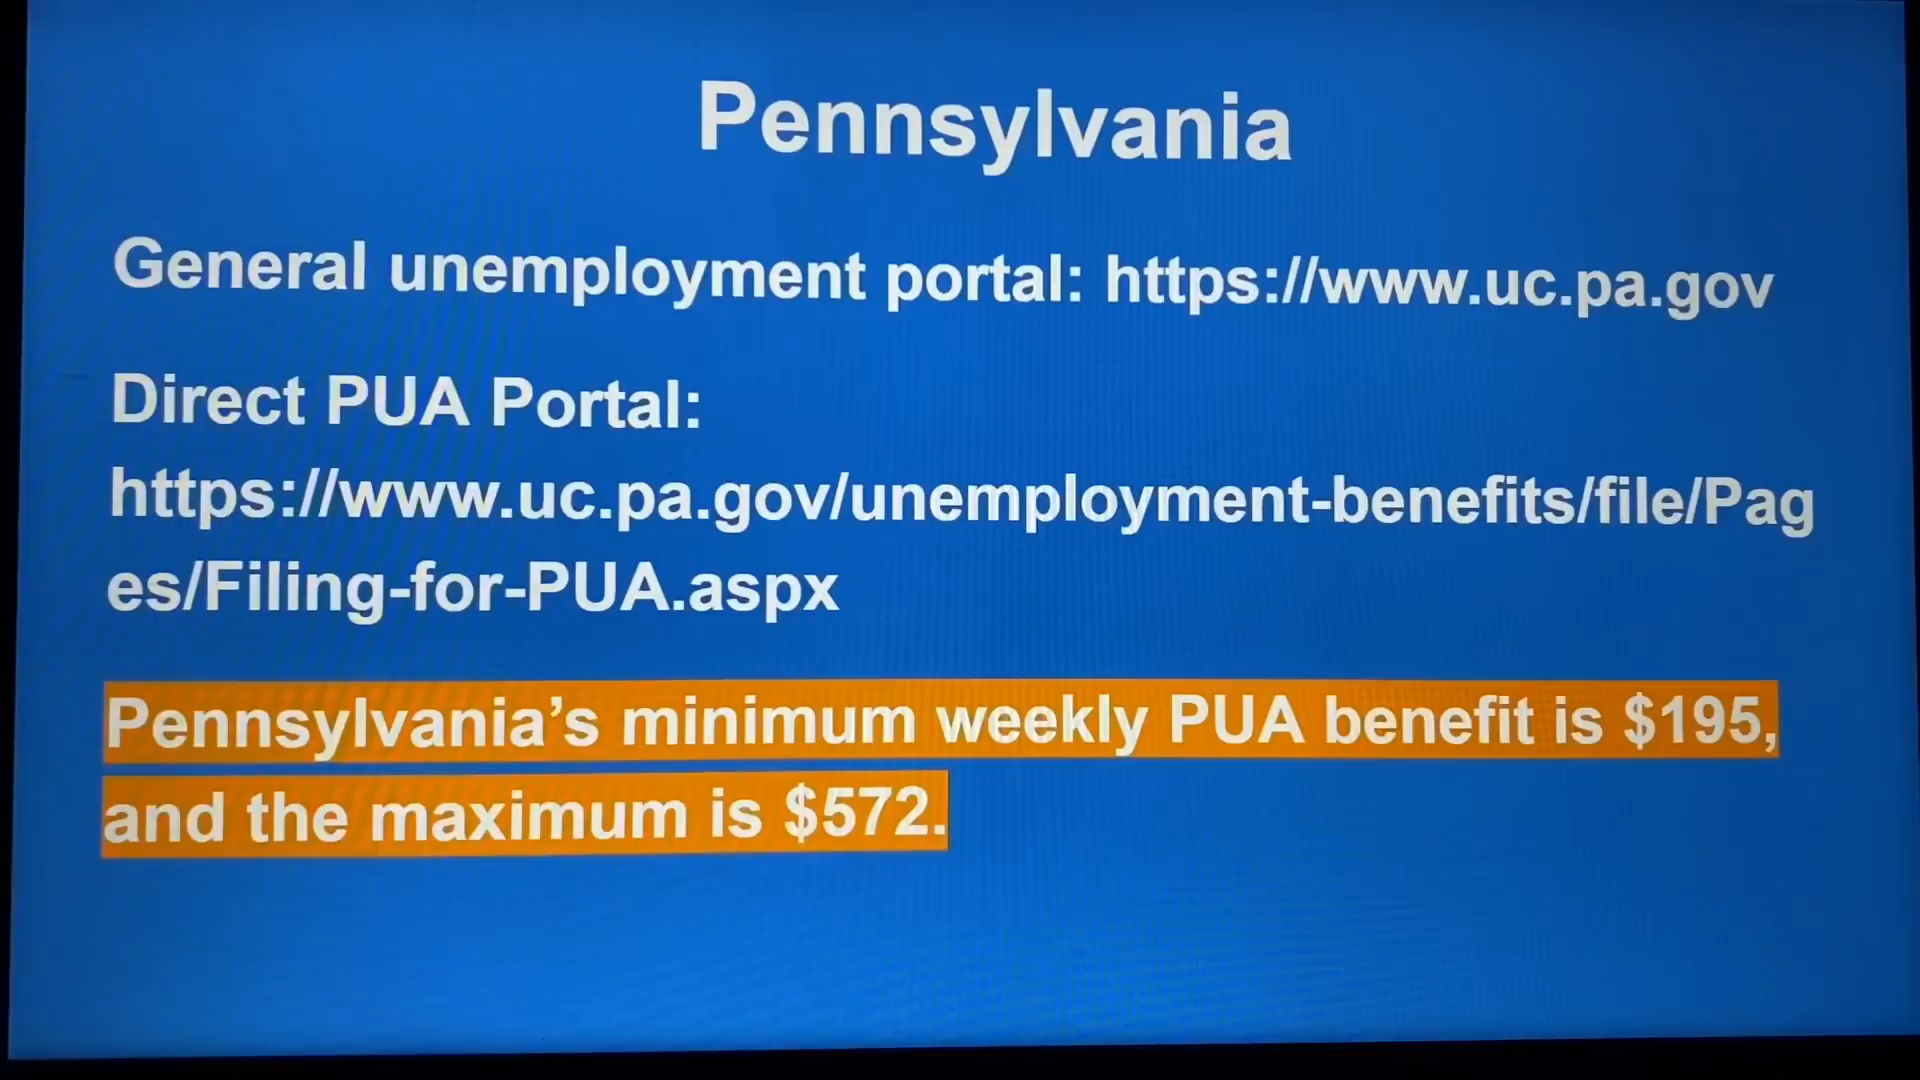 Pennsylvania
General unemployment portal: https://www.uc.pa.gov
Direct PUA Portal:
https://www.uc.pa.gov/unemployment-benefits/file/Pag
es/Filing-for-PUA.aspx
Pennsylvania’s minimum weekly PUA benefit is $195,
and the maximum is $572.